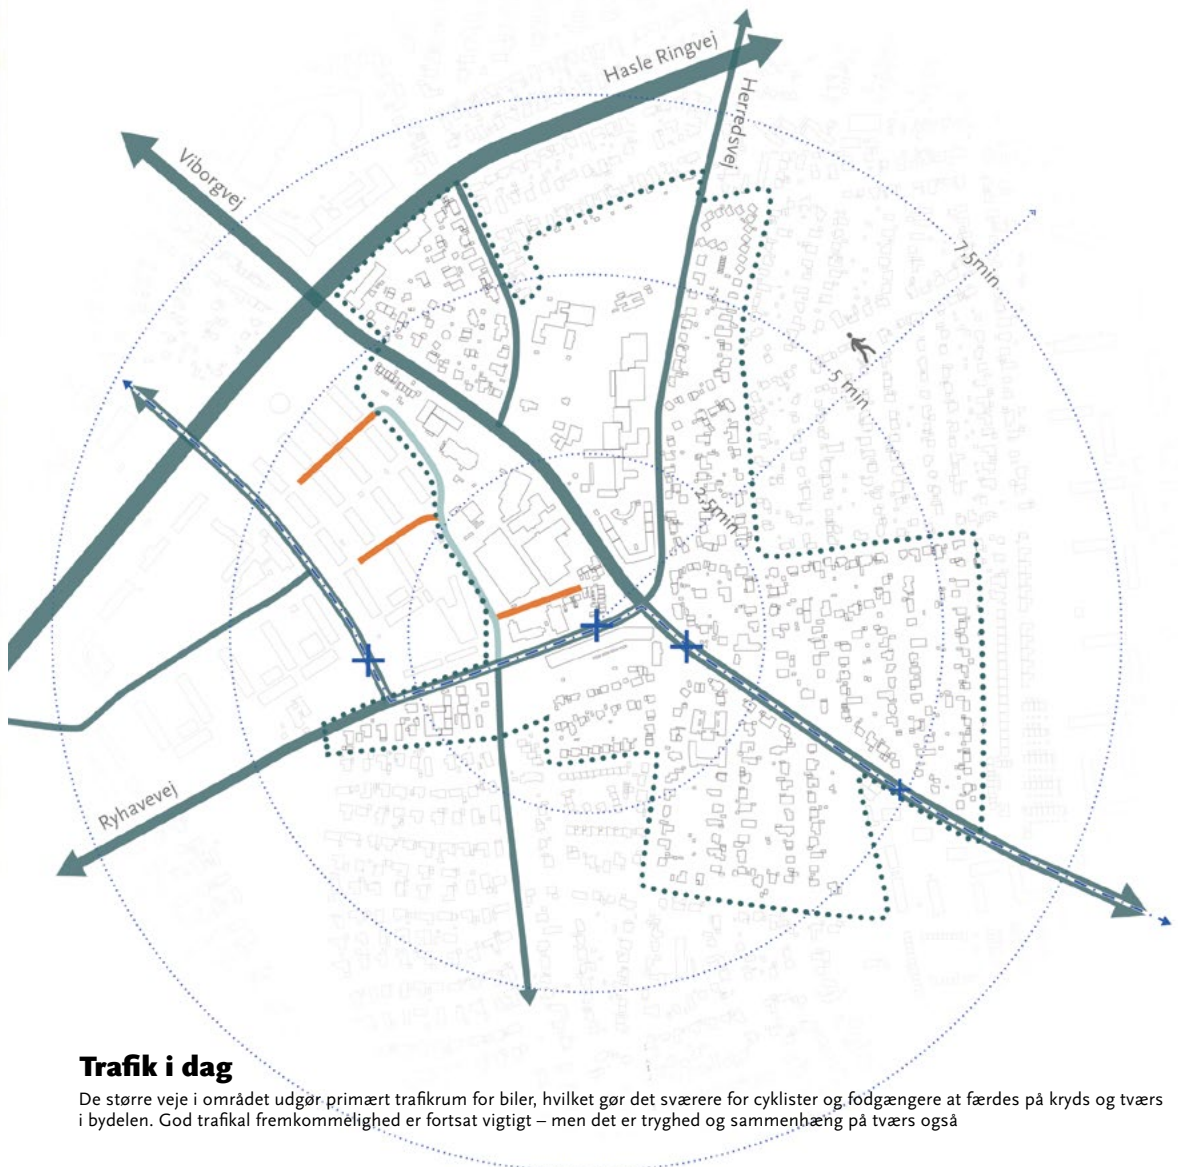 Hasle Ringvej
Herredsvej
Viborgvej
7,5min
5 min
2,5min
Ryhavevej
Trafik i dag
De større veje i området udgør primært trafikrum for biler, hvilket gør det sværere for cyklister og fodgængere at færdes på kryds og tværs
i bydelen. God trafikal fremkommelighed er fortsat vigtigt – men det er tryghed og sammenhæng på tværs også